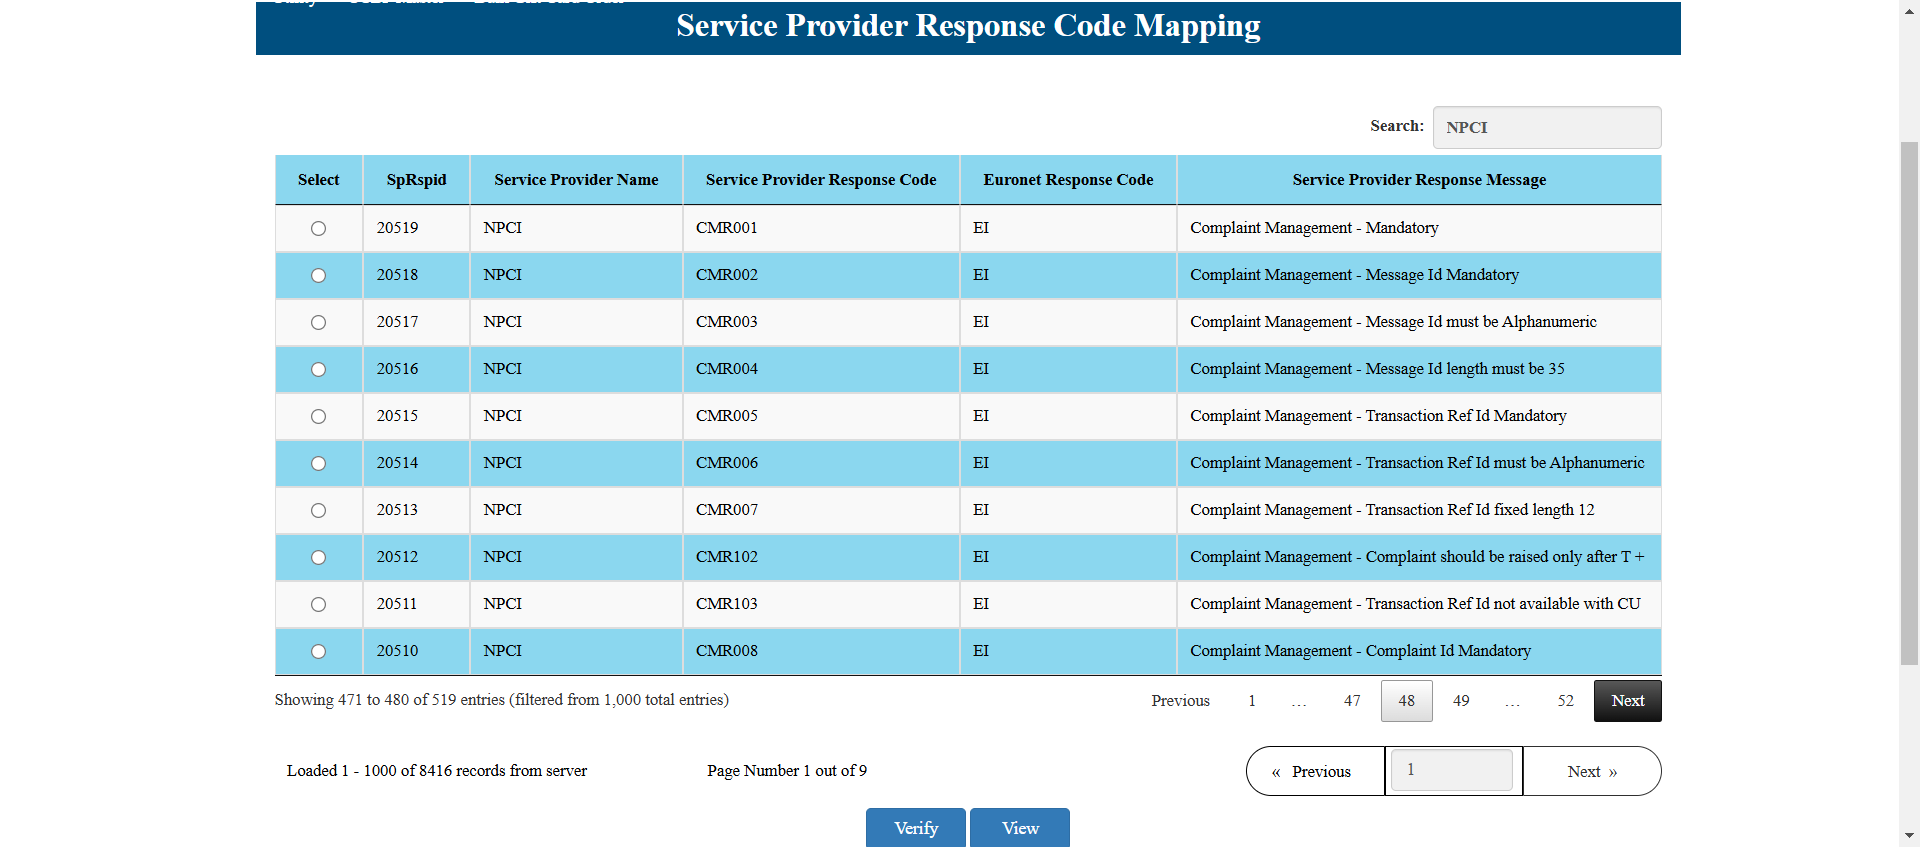 Service Provider Response Code Mapping
Search: NPCI
Select SpRspid Service Provider Name Service Provider Response Code Euronet Response Code Service Provider Response Message
20519 NPCI CMR001 EI Complaint Management - Mandatory
20518 NPCI CMR002 EI Complaint Management - Message Id Mandatory
20517 NPCI CMR003 EI Complaint Management - Message Id must be Alphanumeric
20516 NPCI CMR004 EI Complaint Management - Message Id length must be 35
20515 NPCI CMR005 EI Complaint Management - Transaction Ref Id Mandatory
20514 NPCI CMR006 EI Complaint Management - Transaction Ref Id must be Alphanumeric
20513 NPCI CMR007 EI Complaint Management - Transaction Ref Id fixed length 12
20512 NPCI CMR102 EI Complaint Management - Complaint should be raised only after T +
20511 NPCI CMR103 EI Complaint Management - Transaction Ref Id not available with CU
20510 NPCI CMR008 EI Complaint Management - Complaint Id Mandatory
Showing 471 to 480 of 519 entries (filtered from 1,000 total entries) Previous 1 … 47 48 49 … 52 Next
Loaded 1 - 1000 of 8416 records from server Page Number 1 out of 9 « Previous 1 Next »
Verify View